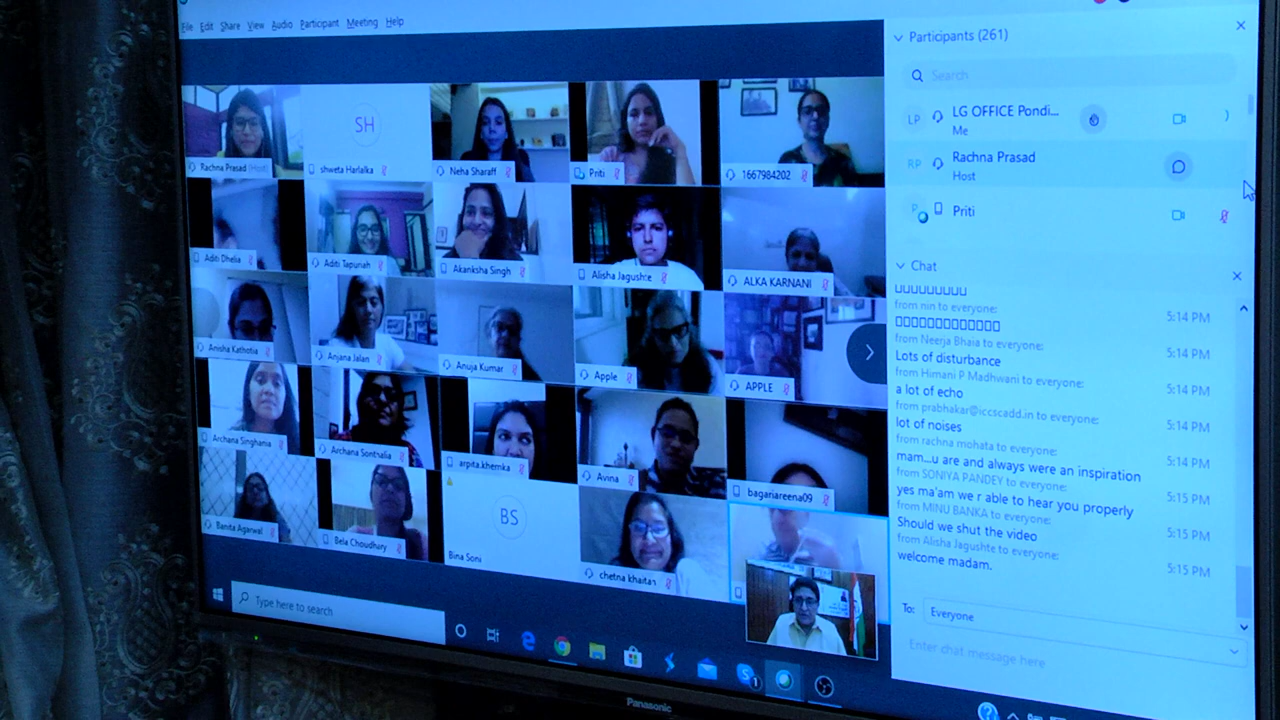 File Edit Share View Audio Participant Meeting Help
Rachna Prasad (Host)
SH
shweta Harlalka
Neha Sharaff
Priti
1667984202
Aditi Dhelia
Aditi Tapuriah
Akanksha Singh
Alisha Jagushte
ALKA KARNANI
Anisha Kathotia
Anjana Jalan
Anuja Kumar
Apple
APPLE
Archana Singhania
Archana Sonthalia
arpita.khemka
Avina
bagariareena09
Banita Agarwal
Bela Choudhary
BS
Bina Soni
chetna khaitan
Type here to search
1
Panasonic
Participants (261)
Search
LP
LG OFFICE Pondi...
Me
RP
Rachna Prasad
Host
P
Priti
Chat
from nin to everyone:
5:14 PM
from Neerja Bhaia to everyone:
5:14 PM
Lots of disturbance
from Himani P Madhwani to everyone:
5:14 PM
a lot of echo
from prabhakar@iccscadd.in to everyone:
5:14 PM
lot of noises
from rachna mohata to everyone:
5:14 PM
mam...u are and always were an inspiration
from SONIYA PANDEY to everyone:
5:15 PM
yes ma'am we r able to hear you properly
from MINU BANKA to everyone:
5:15 PM
Should we shut the video
from Alisha Jagushte to everyone:
5:15 PM
welcome madam.
To:
Everyone
Enter chat message here